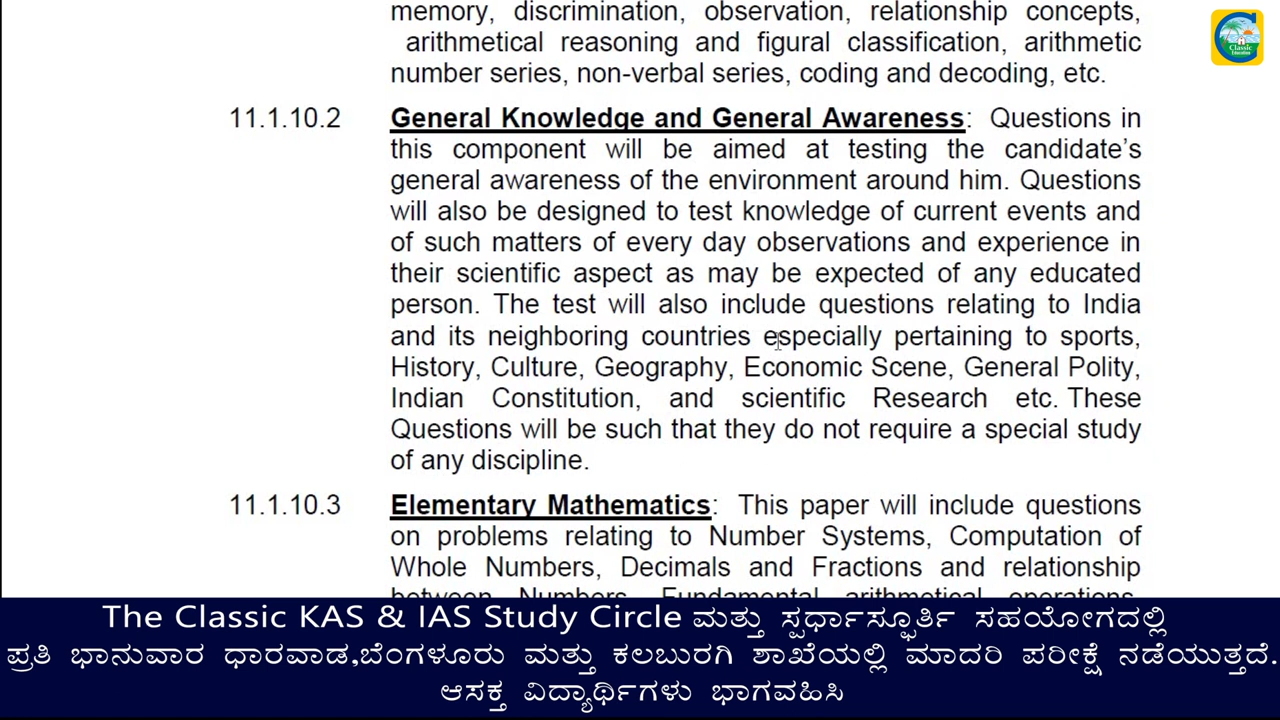 memory, discrimination, observation, relationship concepts,
arithmetical reasoning and figural classification, arithmetic
number series, non-verbal series, coding and decoding, etc.
11.1.10.2 General Knowledge and General Awareness: Questions in
this component will be aimed at testing the candidate's
general awareness of the environment around him. Questions
will also be designed to test knowledge of current events and
of such matters of every day observations and experience in
their scientific aspect as may be expected of any educated
person. The test will also include questions relating to India
and its neighboring countries especially pertaining to sports,
History, Culture, Geography, Economic Scene, General Polity,
Indian Constitution, and scientific Research etc. These
Questions will be such that they do not require a special study
of any discipline.
11.1.10.3 Elementary Mathematics: This paper will include questions
on problems relating to Number Systems, Computation of
Whole Numbers, Decimals and Fractions and relationship
between Numbers, Fundamental arithmetical operations,
The Classic KAS & IAS Study Circle ಮತ್ತು ಸ್ಪರ್ಧಾಸ್ಫೂರ್ತಿ ಸಹಯೋಗದಲ್ಲಿ
ಪ್ರತಿ ಭಾನುವಾರ ಧಾರವಾಡ,ಬೆಂಗಳೂರು ಮತ್ತು ಕಲಬುರಗಿ ಶಾಖೆಯಲ್ಲಿ ಮಾದರಿ ಪರೀಕ್ಷೆ ನಡೆಯುತ್ತದೆ.
ಆಸಕ್ತ ವಿದ್ಯಾರ್ಥಿಗಳು ಭಾಗವಹಿಸಿ
Classic
Education